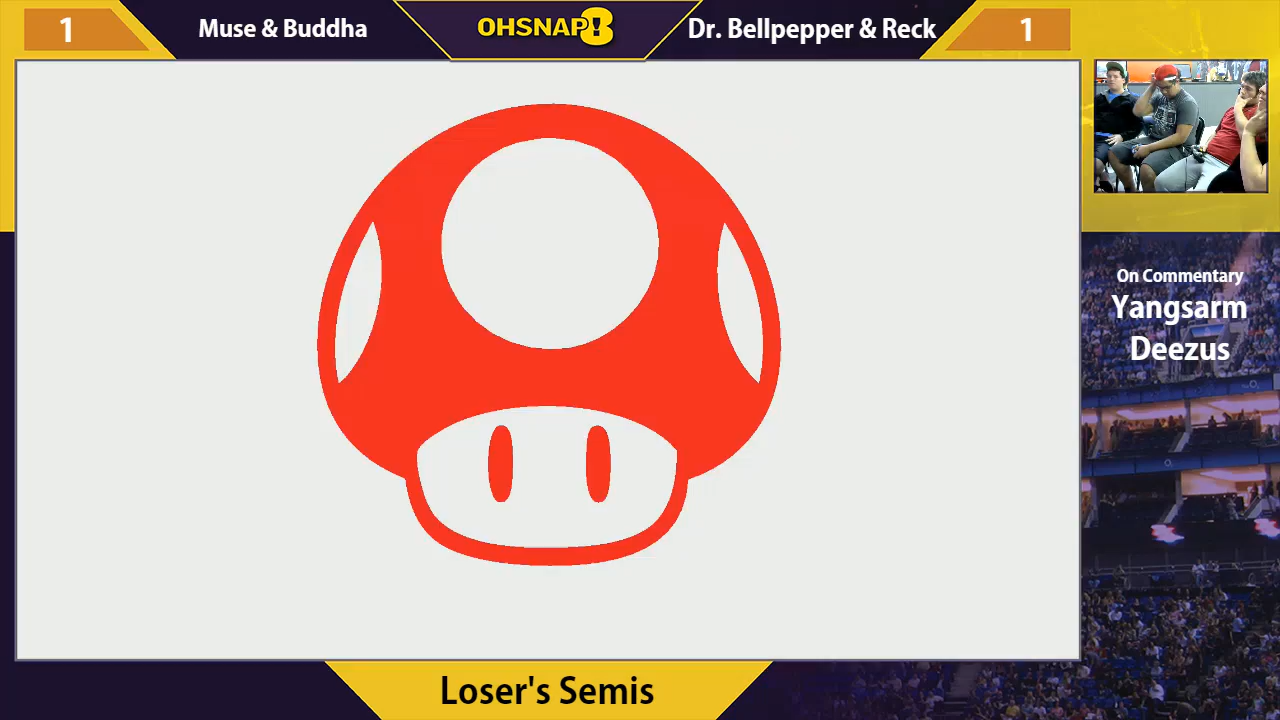 1
Muse & Buddha
OHSNAP!8
Dr. Bellpepper & Reck
1
On Commentary
Yangsarm
Deezus
Loser's Semis